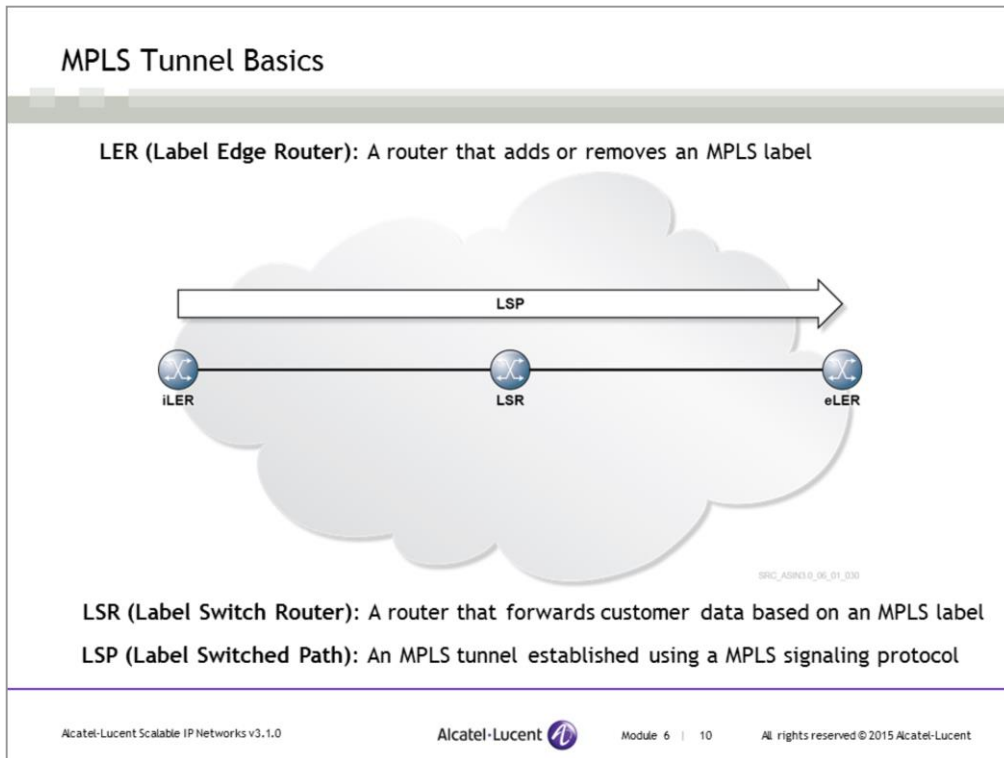 MPLS Tunnel Basics
LER (Label Edge Router): A router that adds or removes an MPLS label
LSP
iLER
LSR
eLER
SRC_ASIN3.0_06_01_030
LSR (Label Switch Router): A router that forwards customer data based on an MPLS label
LSP (Label Switched Path): An MPLS tunnel established using a MPLS signaling protocol
Alcatel-Lucent Scalable IP Networks v3.1.0
Alcatel·Lucent
Module 6 | 10
All rights reserved © 2015 Alcatel-Lucent